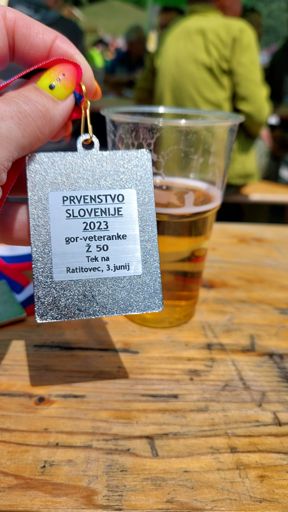 PRVENSTVO
SLOVENIJE
2023
gor-veteranke
Ž 50
Tek na
Ratitovec, 3.junij